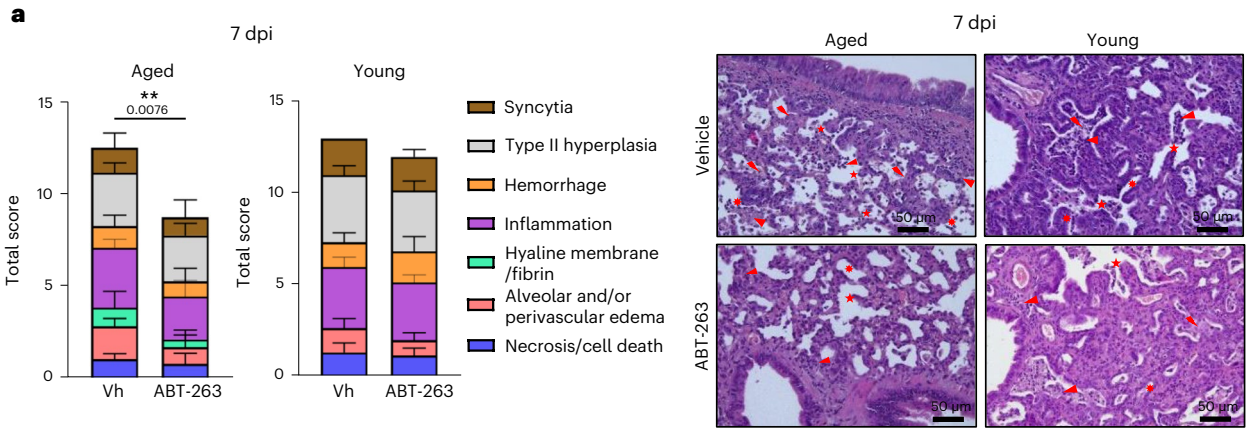 a
7 dpi
Aged
Young
Total score
15
10
5
0
**
0.0076
Vh
ABT-263
Total score
15
10
5
0
Vh
ABT-263
Syncytia
Type II hyperplasia
Hemorrhage
Inflammation
Hyaline membrane
/fibrin
Alveolar and/or
perivascular edema
Necrosis/cell death
7 dpi
Aged
Young
Vehicle
50 µm
50 µm
ABT-263
50 µm
50 µm